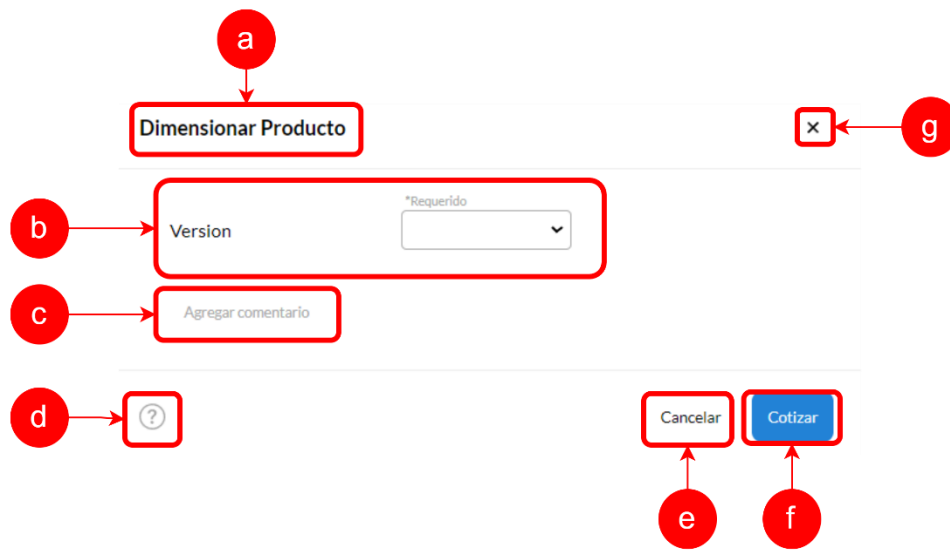 a
Dimensionar Producto
×
g
*Requerido
b
Version
c
Agregar comentario
d
?
Cancelar
Cotizar
e
f